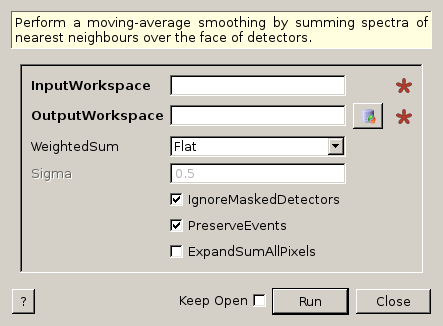 Perform a moving-average smoothing by summing spectra of
nearest neighbours over the face of detectors.
InputWorkspace
OutputWorkspace
WeightedSum Flat
Sigma 0.5
IgnoreMaskedDetectors
PreserveEvents
ExpandSumAllPixels
? Keep Open Run Close